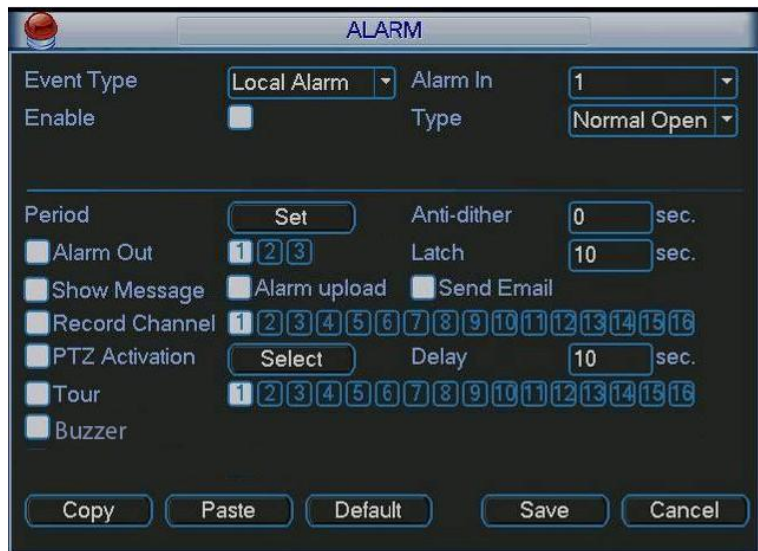 ALARM
Event Type Local Alarm Alarm In 1
Enable Type Normal Open
Period Set Anti-dither 0 sec.
Alarm Out 1 2 3 Latch 10 sec.
Show Message Alarm upload Send Email
Record Channel 1 2 3 4 5 6 7 8 9 10 11 12 13 14 15 16
PTZ Activation Select Delay 10 sec.
Tour 1 2 3 4 5 6 7 8 9 10 11 12 13 14 15 16
Buzzer
Copy Paste Default Save Cancel